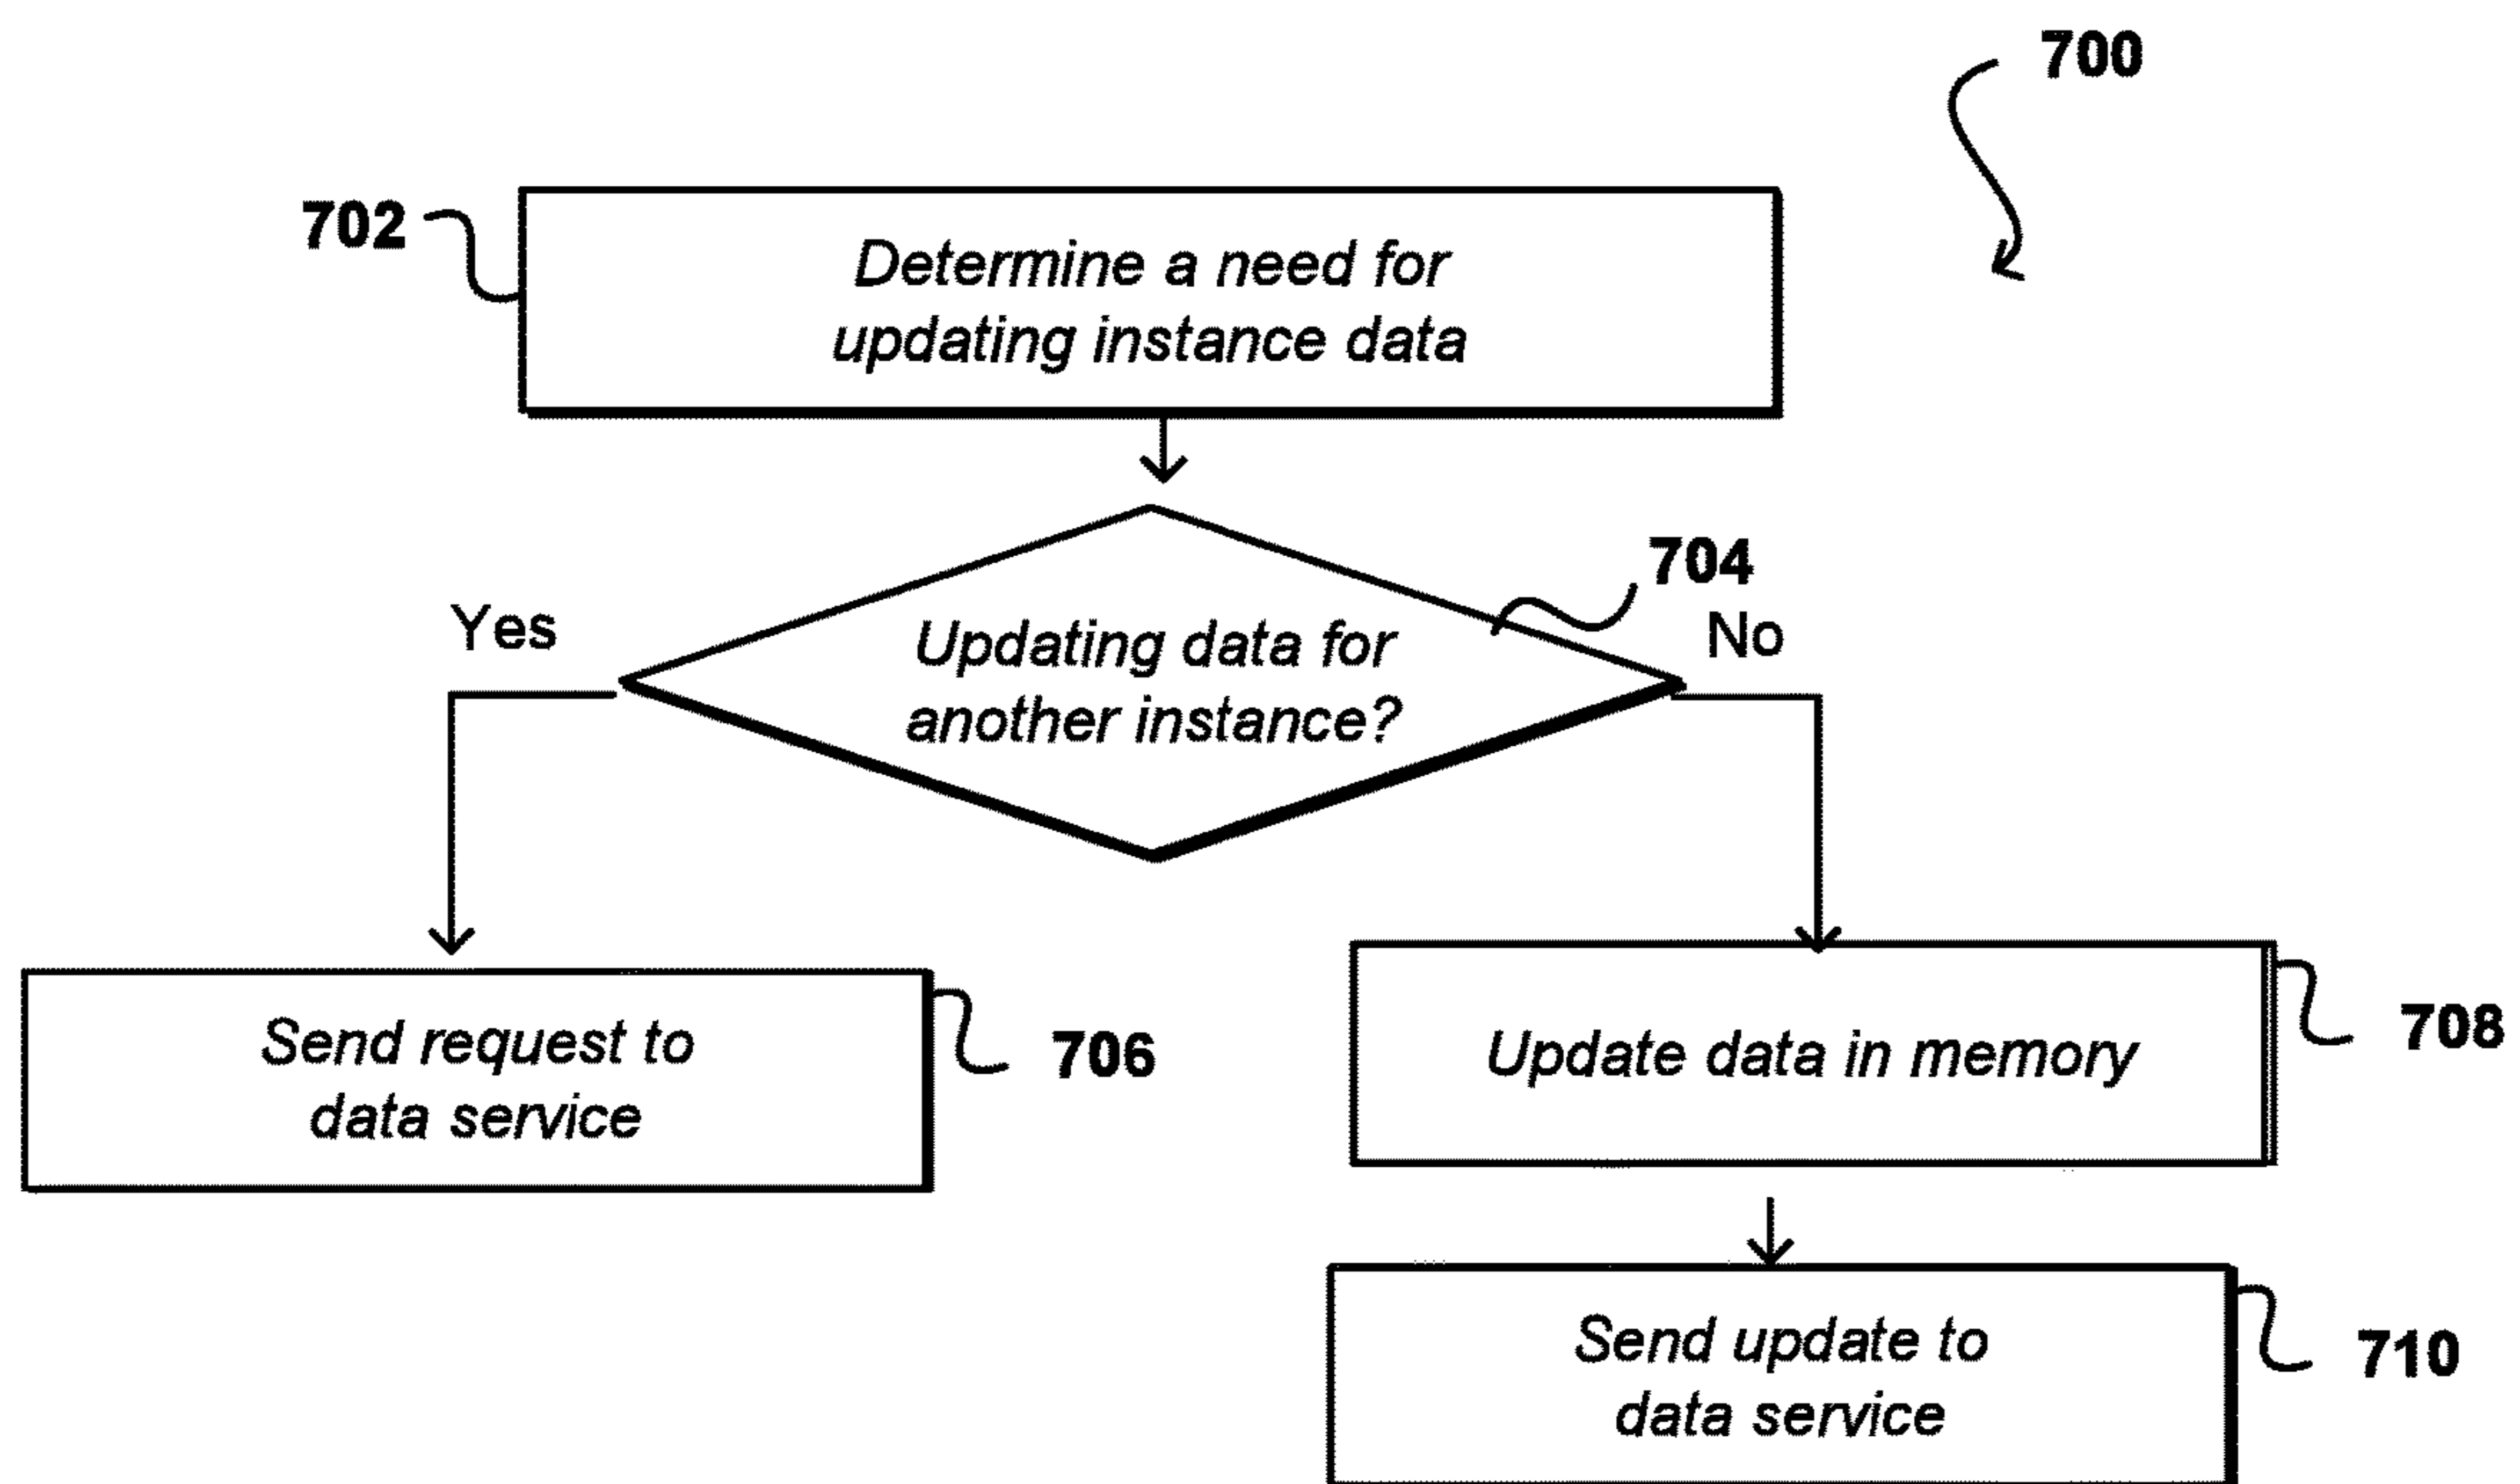 700
702
Determine a need for
updating instance data
704
Yes
No
Updating data for
another instance?
Send request to
data service
706
Update data in memory
708
Send update to
data service
710